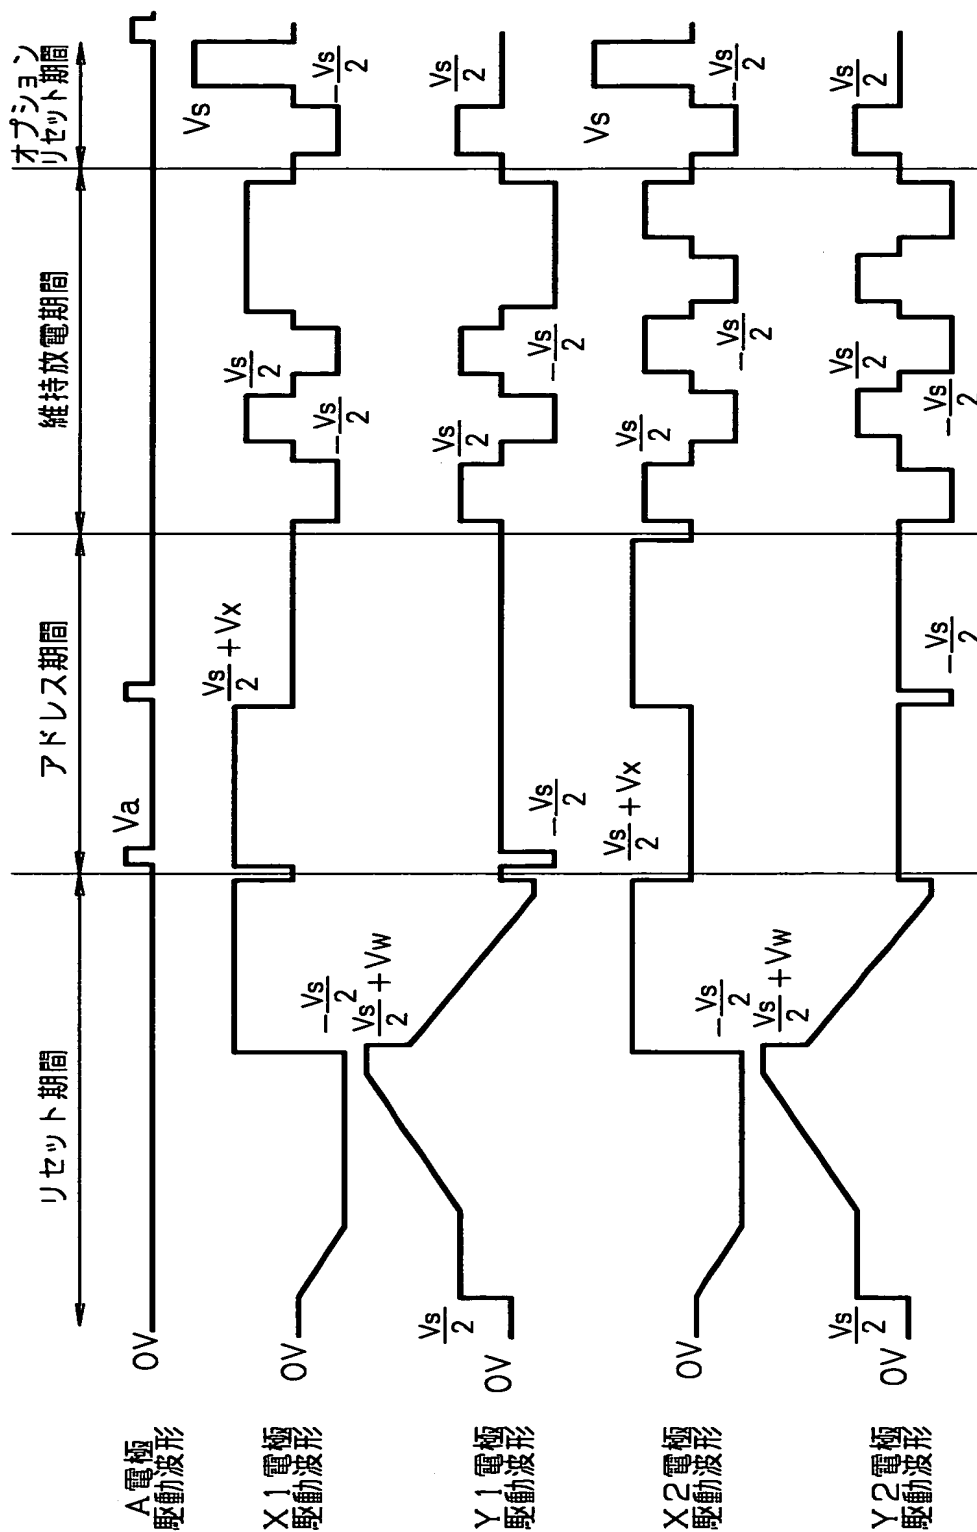 リセット期間
アドレス期間
維持放電期間
オプション
リセット期間
A電極
駆動波形
0V
Va
X1電極
駆動波形
0V
-Vs/2
Vs/2+Vx
-Vs/2
Vs/2
Vs
-Vs/2
Y1電極
駆動波形
0V
Vs/2
Vs/2+Vw
-Vs/2
Vs/2
-Vs/2
Vs/2
X2電極
駆動波形
0V
-Vs/2
Vs/2+Vx
Vs/2
-Vs/2
Vs
-Vs/2
Y2電極
駆動波形
0V
Vs/2
Vs/2+Vw
-Vs/2
-Vs/2
Vs/2
Vs/2